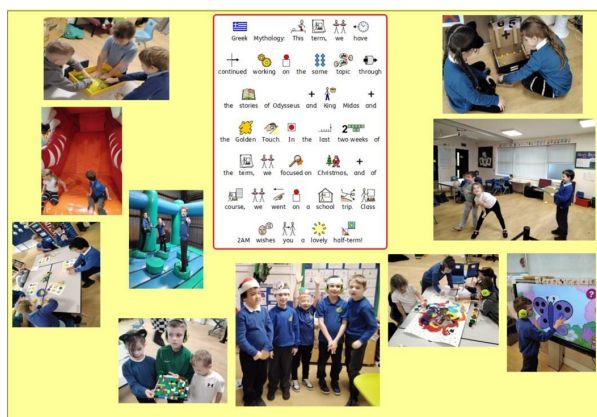 Greek Mythology: This term, we have
continued working on the same topic through
the stories of Odysseus and King Midas and
the Golden Touch. In the last two weeks of
the term, we focused on Christmas, and of
course, we went on a school trip. Class
2AM wishes you a lovely half-term!